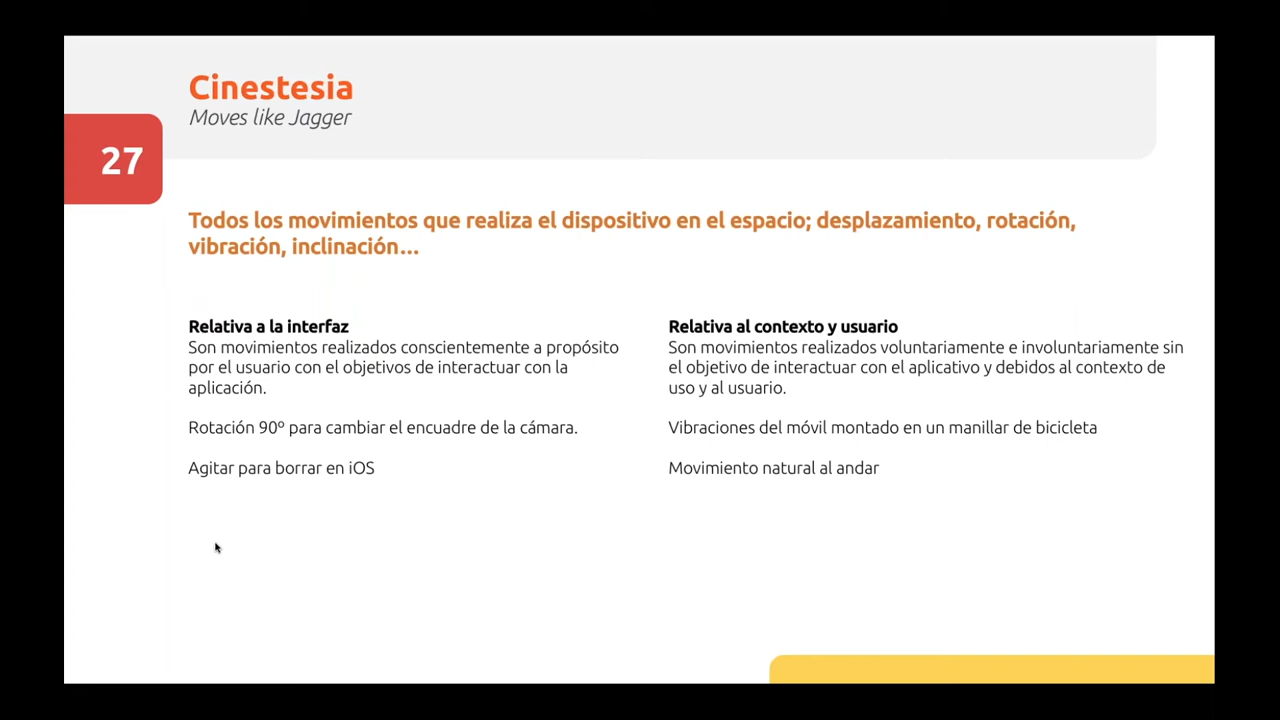 Cinestesia
Moves like Jagger
27
Todos los movimientos que realiza el dispositivo en el espacio; desplazamiento, rotación,
vibración, inclinación...
Relativa a la interfaz
Son movimientos realizados conscientemente a propósito
por el usuario con el objetivos de interactuar con la
aplicación.
Rotación 90º para cambiar el encuadre de la cámara.
Agitar para borrar en iOS
Relativa al contexto y usuario
Son movimientos realizados voluntariamente e involuntariamente sin
el objetivo de interactuar con el aplicativo y debidos al contexto de
uso y al usuario.
Vibraciones del móvil montado en un manillar de bicicleta
Movimiento natural al andar